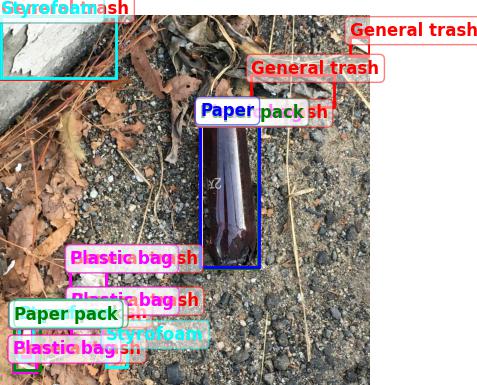 Styrofoam
General trash
General trash
Paper
pack
Plastic bag
Plastic bag
Paper pack
Styrofoam
Plastic bag